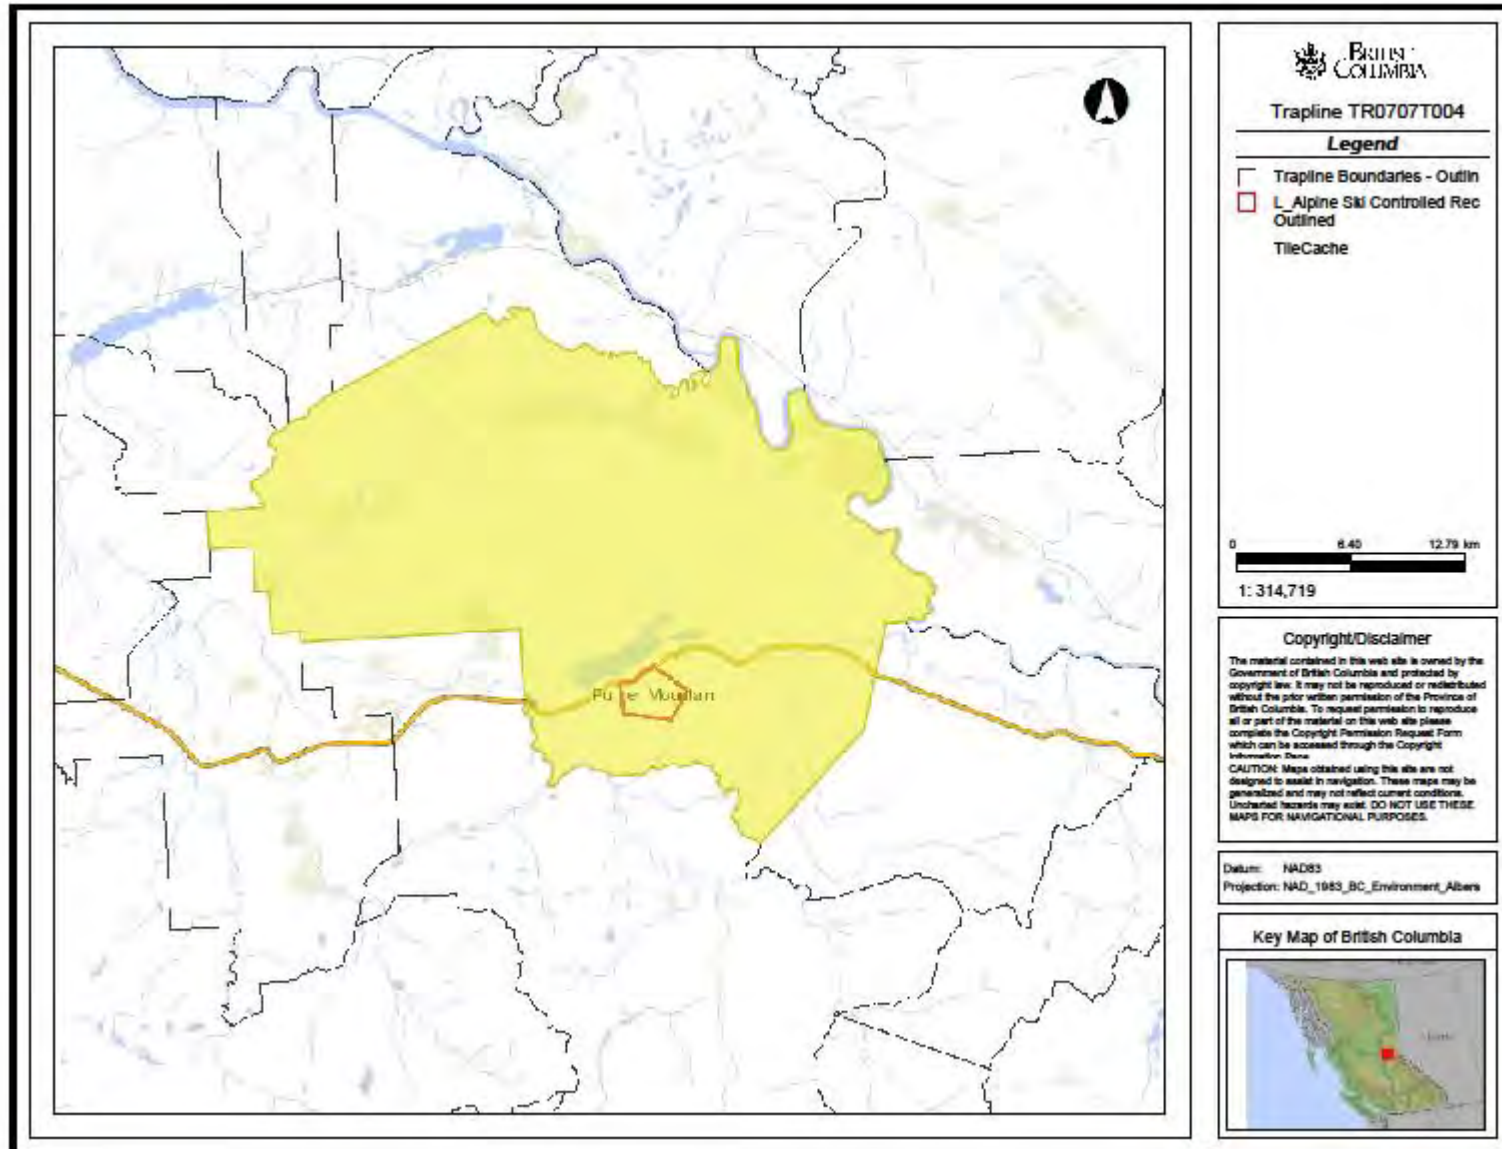 BRITISH
COLUMBIA
Trapline TR0707T004
Legend
Trapline Boundaries - Outlin
L_Alpine Ski Controlled Rec
Outlined
TileCache
0 6.40 12.79 km
1: 314,719
Copyright/Disclaimer
The material contained in this web site is owned by the
Government of British Columbia and protected by
copyright law. It may not be reproduced or redistributed
without the prior written permission of the Province of
British Columbia. To request permission to reproduce
all or part of the material on this web site please
complete the Copyright Permission Request Form
which can be accessed through the Copyright
Information Page
CAUTION: Maps obtained using this site are not
designed to assist in navigation. These maps may be
generalized and may not reflect current conditions.
Uncharted hazards may exist. DO NOT USE THESE
MAPS FOR NAVIGATIONAL PURPOSES.
Datum: NAD83
Projection: NAD_1983_BC_Environment_Albers
Key Map of British Columbia